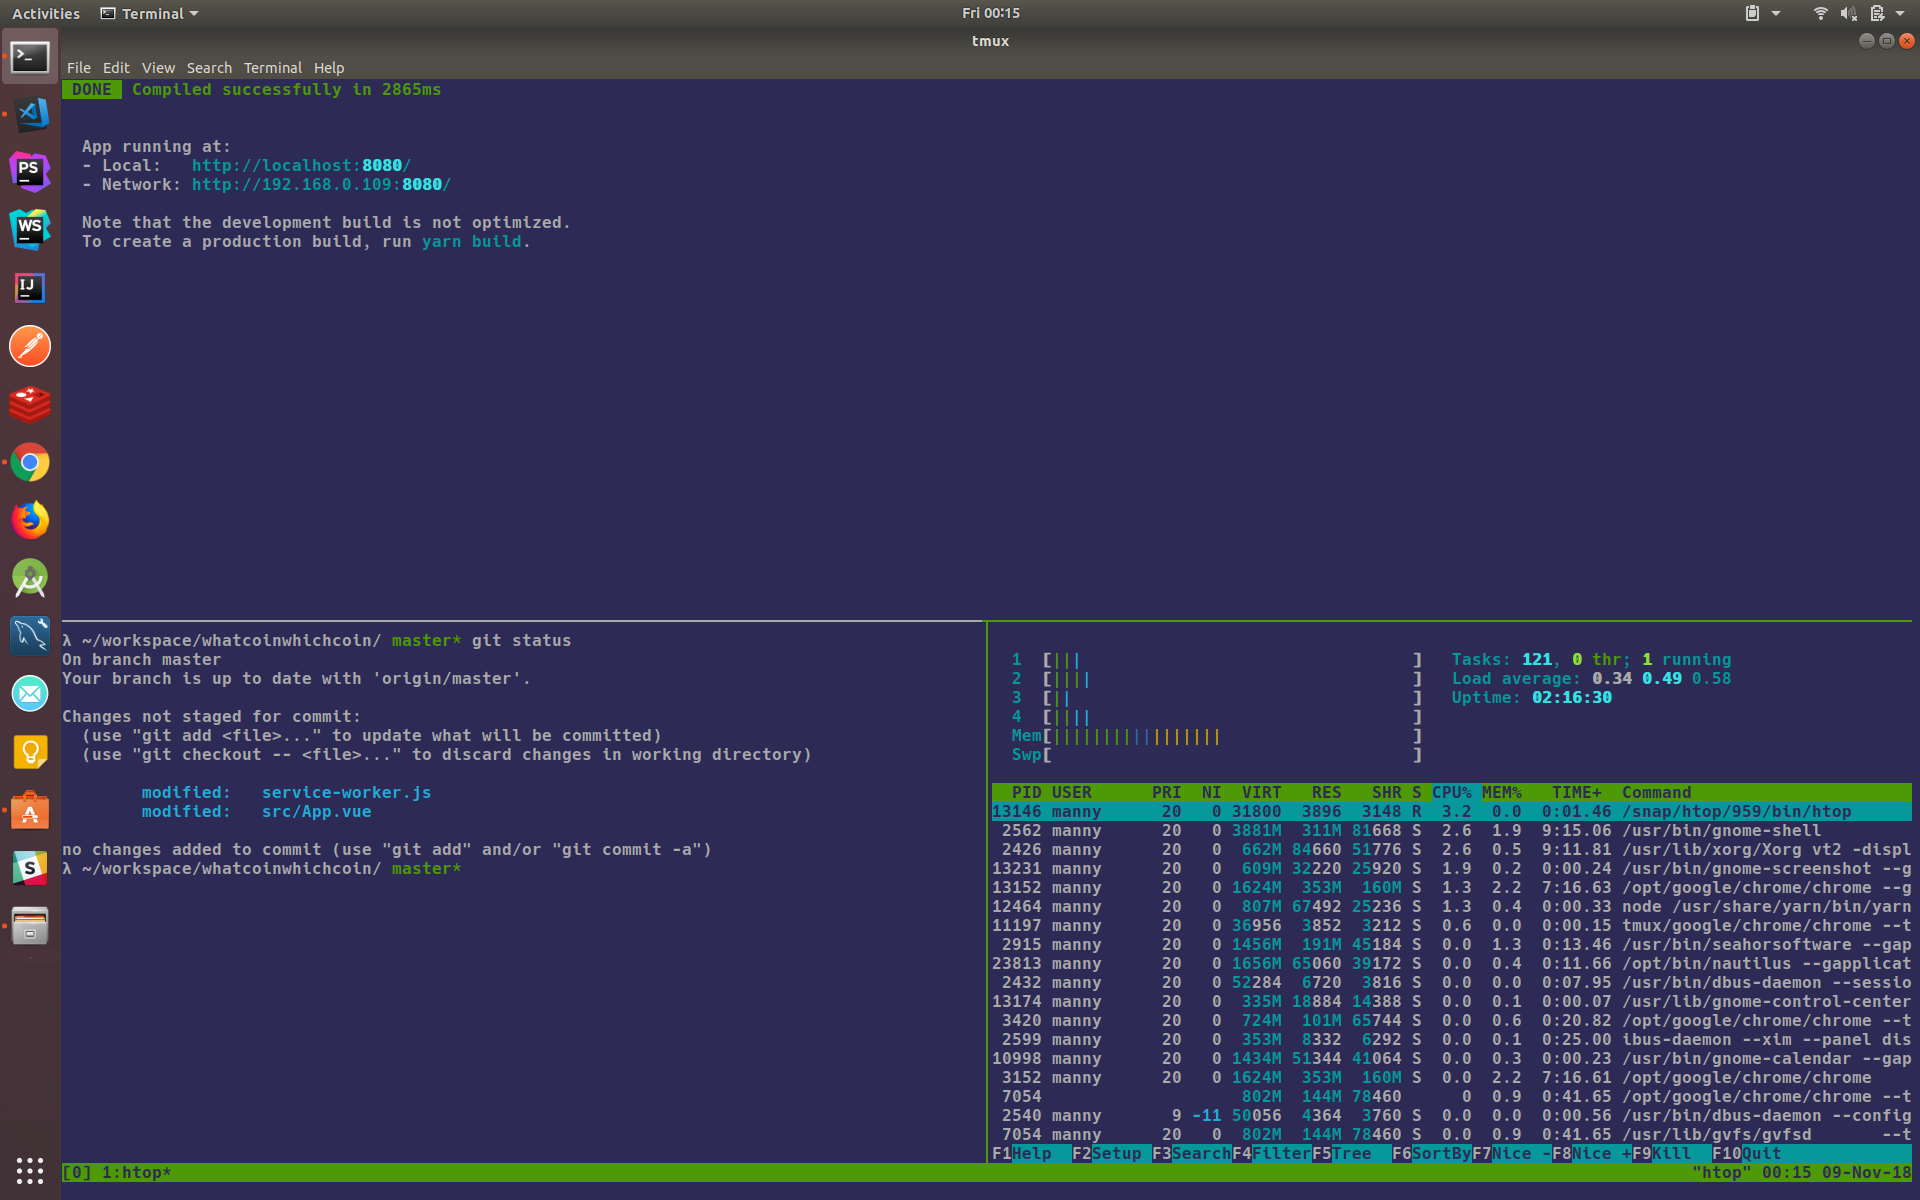 Activities Terminal Fri 00:15
tmux
File Edit View Search Terminal Help
PS
WS
IJ
A
S
DONE Compiled successfully in 2865ms
App running at:
- Local: http://localhost:8080/
- Network: http://192.168.0.109:8080/
Note that the development build is not optimized.
To create a production build, run yarn build.
λ ~/workspace/whatcoinwhichcoin/ master* git status
On branch master
Your branch is up to date with 'origin/master'.
Changes not staged for commit:
(use "git add <file>..." to update what will be committed)
(use "git checkout -- <file>..." to discard changes in working directory)
modified: service-worker.js
modified: src/App.vue
no changes added to commit (use "git add" and/or "git commit -a")
λ ~/workspace/whatcoinwhichcoin/ master*
1 [||| ] Tasks: 121, 0 thr; 1 running
2 [|||| ] Load average: 0.34 0.49 0.58
3 [|| ] Uptime: 02:16:30
4 [|||| ]
Mem[||||||||||||||||| ]
Swp[ ]
PID USER PRI NI VIRT RES SHR S CPU% MEM% TIME+ Command
13146 manny 20 0 31800 3896 3148 R 3.2 0.0 0:01.46 /snap/htop/959/bin/htop
2562 manny 20 0 3881M 311M 81668 S 2.6 1.9 9:15.06 /usr/bin/gnome-shell
2426 manny 20 0 662M 84660 51776 S 2.6 0.5 9:11.81 /usr/lib/xorg/Xorg vt2 -displ
13231 manny 20 0 609M 32220 25920 S 1.9 0.2 0:00.24 /usr/bin/gnome-screenshot --g
13152 manny 20 0 1624M 353M 160M S 1.3 2.2 7:16.63 /opt/google/chrome/chrome --g
12464 manny 20 0 807M 67492 25236 S 1.3 0.4 0:00.33 node /usr/share/yarn/bin/yarn
11197 manny 20 0 36956 3852 3212 S 0.6 0.0 0:00.15 tmux/google/chrome/chrome --t
2915 manny 20 0 1456M 191M 45184 S 0.0 1.3 0:13.46 /usr/bin/seahorsoftware --gap
23813 manny 20 0 1656M 65060 39172 S 0.0 0.4 0:11.66 /opt/bin/nautilus --gapplicat
2432 manny 20 0 52284 6720 3816 S 0.0 0.0 0:07.95 /usr/bin/dbus-daemon --sessio
13174 manny 20 0 335M 18884 14388 S 0.0 0.1 0:00.07 /usr/lib/gnome-control-center
3420 manny 20 0 724M 101M 65744 S 0.0 0.6 0:20.82 /opt/google/chrome/chrome --t
2599 manny 20 0 353M 8332 6292 S 0.0 0.1 0:25.00 ibus-daemon --xim --panel dis
10998 manny 20 0 1434M 51344 41064 S 0.0 0.3 0:00.23 /usr/bin/gnome-calendar --gap
3152 manny 20 0 1624M 353M 160M S 0.0 2.2 7:16.61 /opt/google/chrome/chrome
7054 802M 144M 78460 0 0.9 0:41.65 /opt/google/chrome/chrome --t
2540 manny 9 -11 50056 4364 3760 S 0.0 0.0 0:00.56 /usr/bin/dbus-daemon --config
7054 manny 20 0 802M 144M 78460 S 0.0 0.9 0:41.65 /usr/lib/gvfs/gvfsd --t
F1Help F2Setup F3SearchF4FilterF5Tree F6SortByF7Nice -F8Nice +F9Kill F10Quit
[0] 1:htop* "htop" 00:15 09-Nov-18